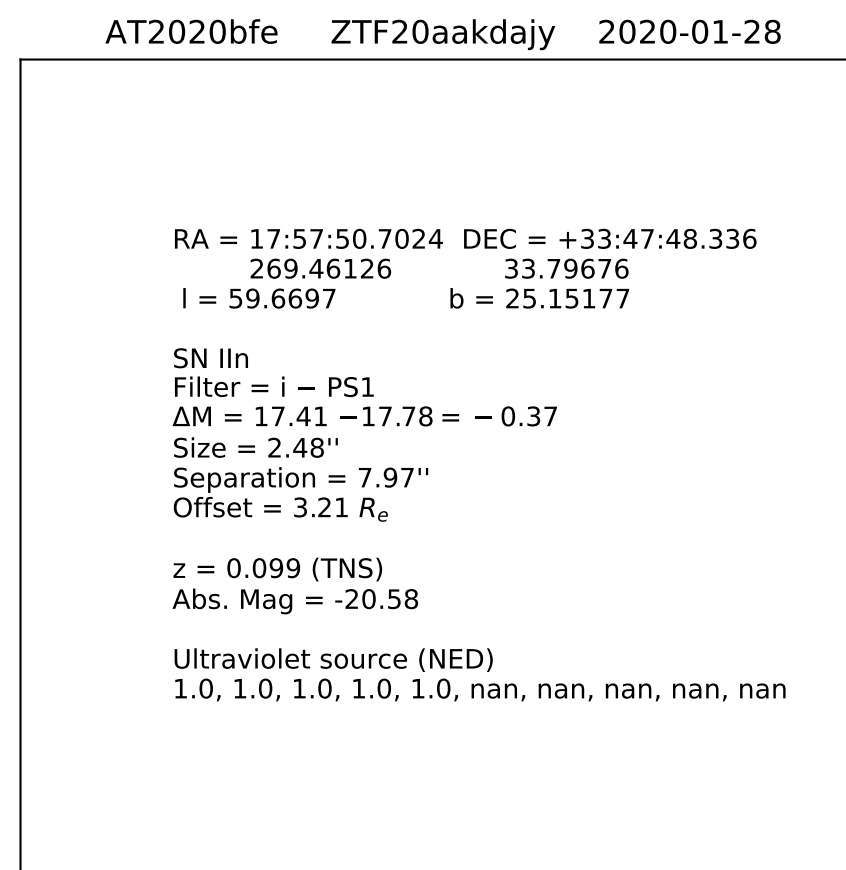 AT2020bfe ZTF20aakdajy 2020-01-28
RA = 17:57:50.7024 DEC = +33:47:48.336
269.46126 33.79676
l = 59.6697 b = 25.15177
SN IIn
Filter = i − PS1
ΔM = 17.41 −17.78 = − 0.37
Size = 2.48''
Separation = 7.97''
Offset = 3.21 Re
z = 0.099 (TNS)
Abs. Mag = -20.58
Ultraviolet source (NED)
1.0, 1.0, 1.0, 1.0, 1.0, nan, nan, nan, nan, nan